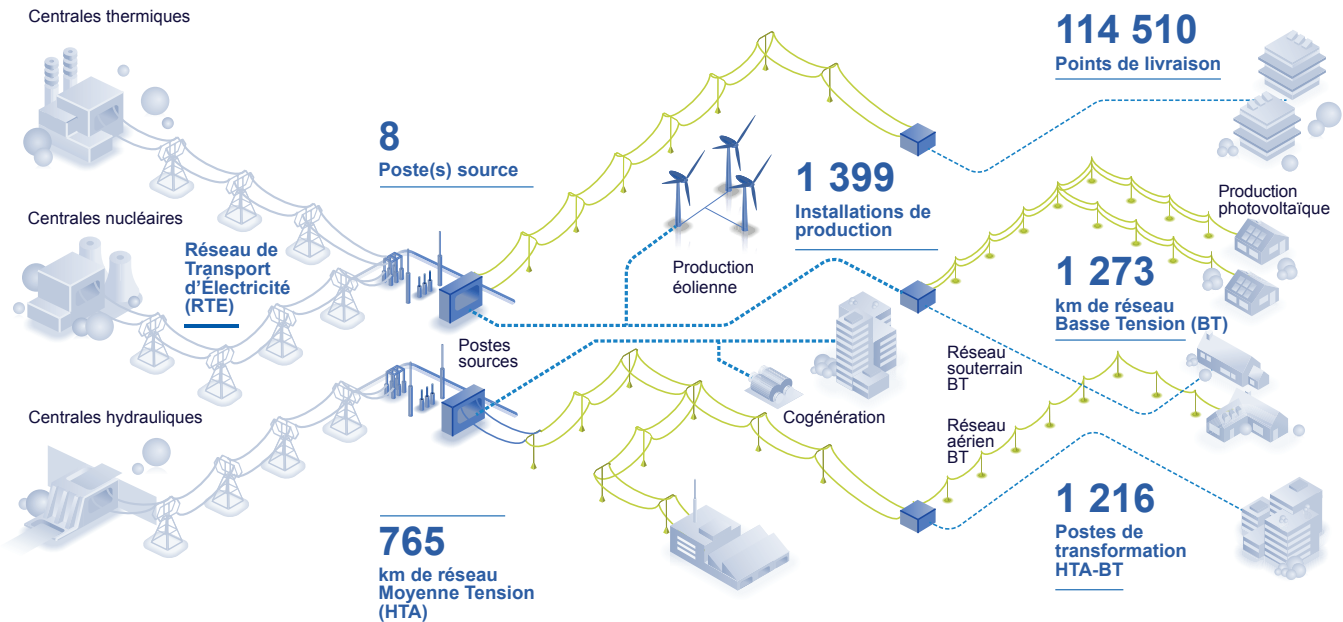 Centrales thermiques
114 510
Points de livraison
8
Poste(s) source
1 399
Installations de
production
Production
photovoltaïque
Centrales nucléaires
Réseau de
Transport
d'Électricité
(RTE)
Production
éolienne
1 273
km de réseau
Basse Tension (BT)
Postes
sources
Réseau
souterrain
BT
Centrales hydrauliques
Cogénération
Réseau
aérien
BT
765
km de réseau
Moyenne Tension
(HTA)
1 216
Postes de
transformation
HTA-BT